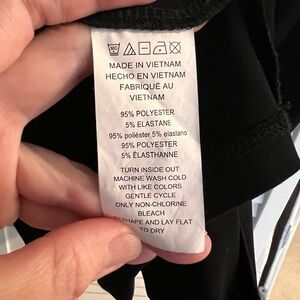 MADE IN VIETNAM
HECHO EN VIETNAM
FABRIQUÉ AU
VIETNAM
95% POLYESTER
5% ELASTANE
95% poliéster 5% elastano
95% POLYESTER
5% ÉLASTHANNE
TURN INSIDE OUT
MACHINE WASH COLD
WITH LIKE COLORS
GENTLE CYCLE
ONLY NON-CHLORINE
BLEACH
SHAPE AND LAY FLAT
TO DRY